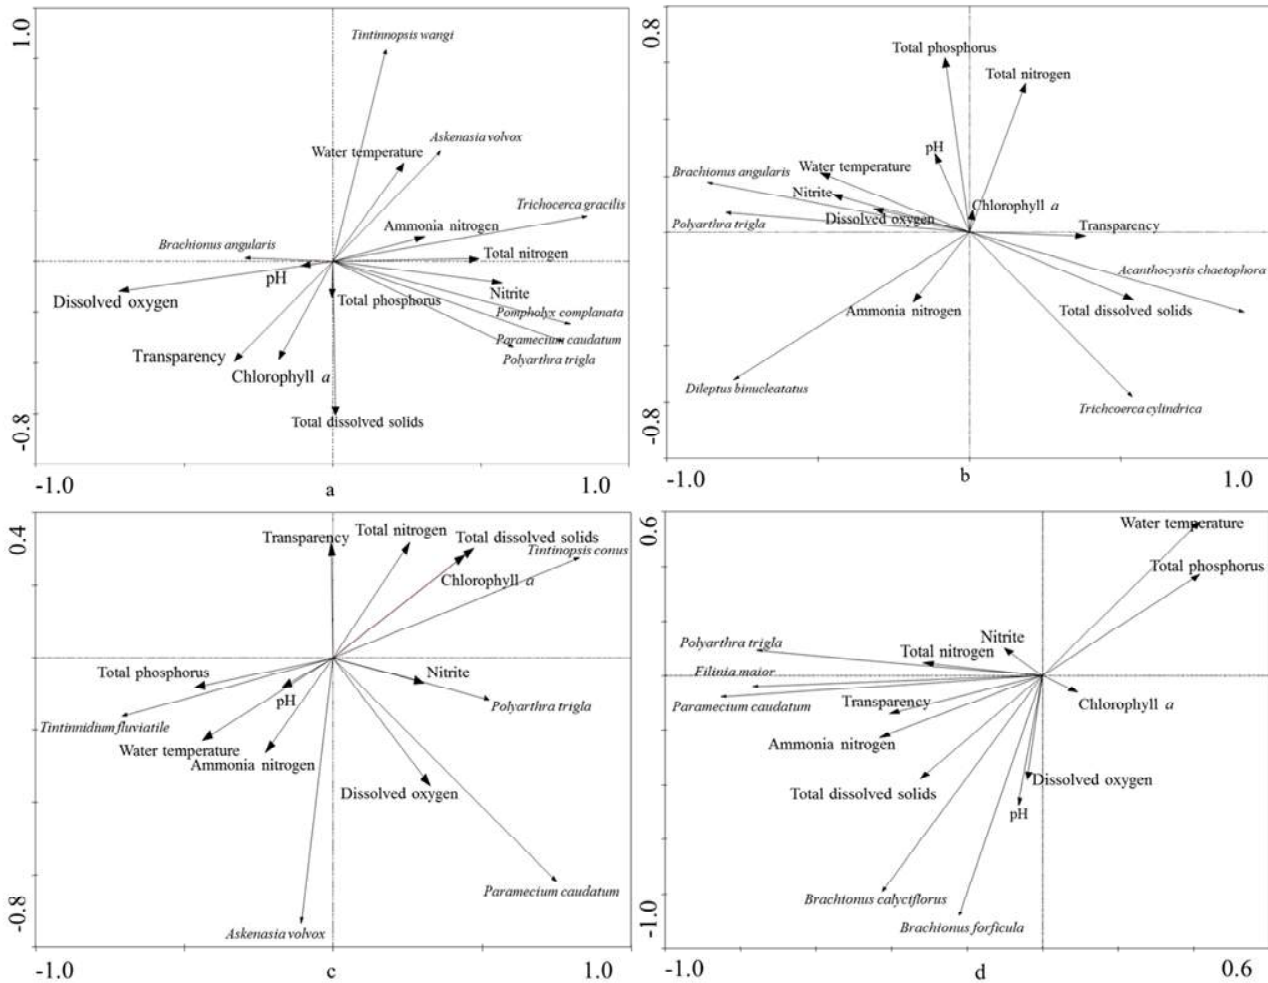 1.0
Tintinnopsis wangi
Askenasia volvox
Water temperature
Trichocerca gracilis
Ammonia nitrogen
Brachionus angularis
Total nitrogen
pH
Dissolved oxygen
Nitrite
Total phosphorus
Pompholyx complanata
Paramecium caudatum
Transparency
Polyarthra trigla
Chlorophyll a
Total dissolved solids
-0.8
-1.0
1.0
a
0.8
Total phosphorus
Total nitrogen
pH
Water temperature
Brachionus angularis
Nitrite
Chlorophyll a
Dissolved oxygen
Polyarthra trigla
Transparency
Acanthocystis chaetophora
Ammonia nitrogen
Total dissolved solids
Dileptus binucleatatus
Trichcoerca cylindrica
-0.8
-1.0
1.0
b
0.4
Transparency
Total nitrogen
Total dissolved solids
Tintinopsis conus
Chlorophyll a
Total phosphorus
Nitrite
pH
Polyarthra trigla
Tintinnidium fluviatile
Water temperature
Ammonia nitrogen
Dissolved oxygen
Paramecium caudatum
Askenasia volvox
-0.8
-1.0
1.0
c
0.6
Water temperature
Total phosphorus
Nitrite
Polyarthra trigla
Total nitrogen
Filinia maior
Paramecium caudatum
Transparency
Chlorophyll a
Ammonia nitrogen
Dissolved oxygen
Total dissolved solids
pH
Brachionus calyciflorus
Brachionus forficula
-1.0
-1.0
0.6
d